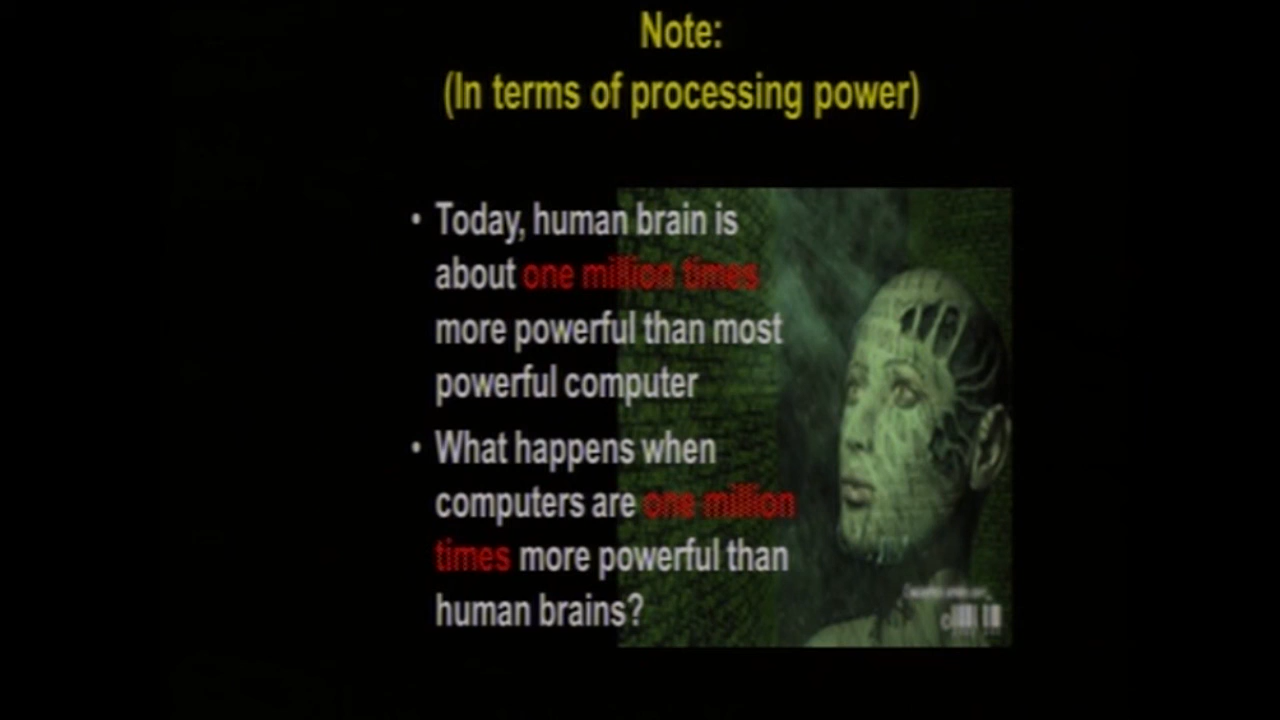 Note:
(In terms of processing power)
• Today, human brain is
about one million times
more powerful than most
powerful computer
• What happens when
computers are one million
times more powerful than
human brains?